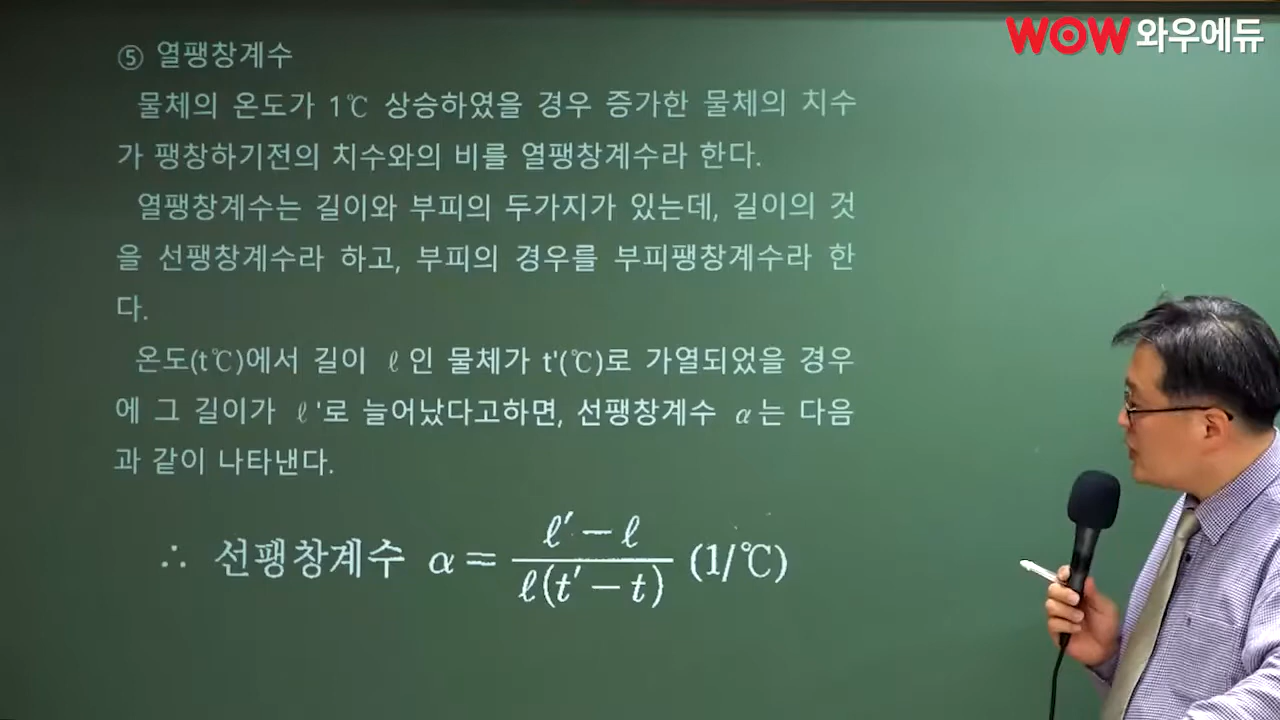 WOW 와우에듀
⑤ 열팽창계수
물체의 온도가 1℃ 상승하였을 경우 증가한 물체의 치수
가 팽창하기전의 치수와의 비를 열팽창계수라 한다.
열팽창계수는 길이와 부피의 두가지가 있는데, 길이의 것
을 선팽창계수라 하고, 부피의 경우를 부피팽창계수라 한
다.
온도(t℃)에서 길이 ℓ인 물체가 t'(℃)로 가열되었을 경우
에 그 길이가 ℓ'로 늘어났다고하면, 선팽창계수 α는 다음
과 같이 나타낸다.
∴ 선팽창계수 α = (ℓ′ − ℓ) / ℓ(t′ − t) (1/℃)